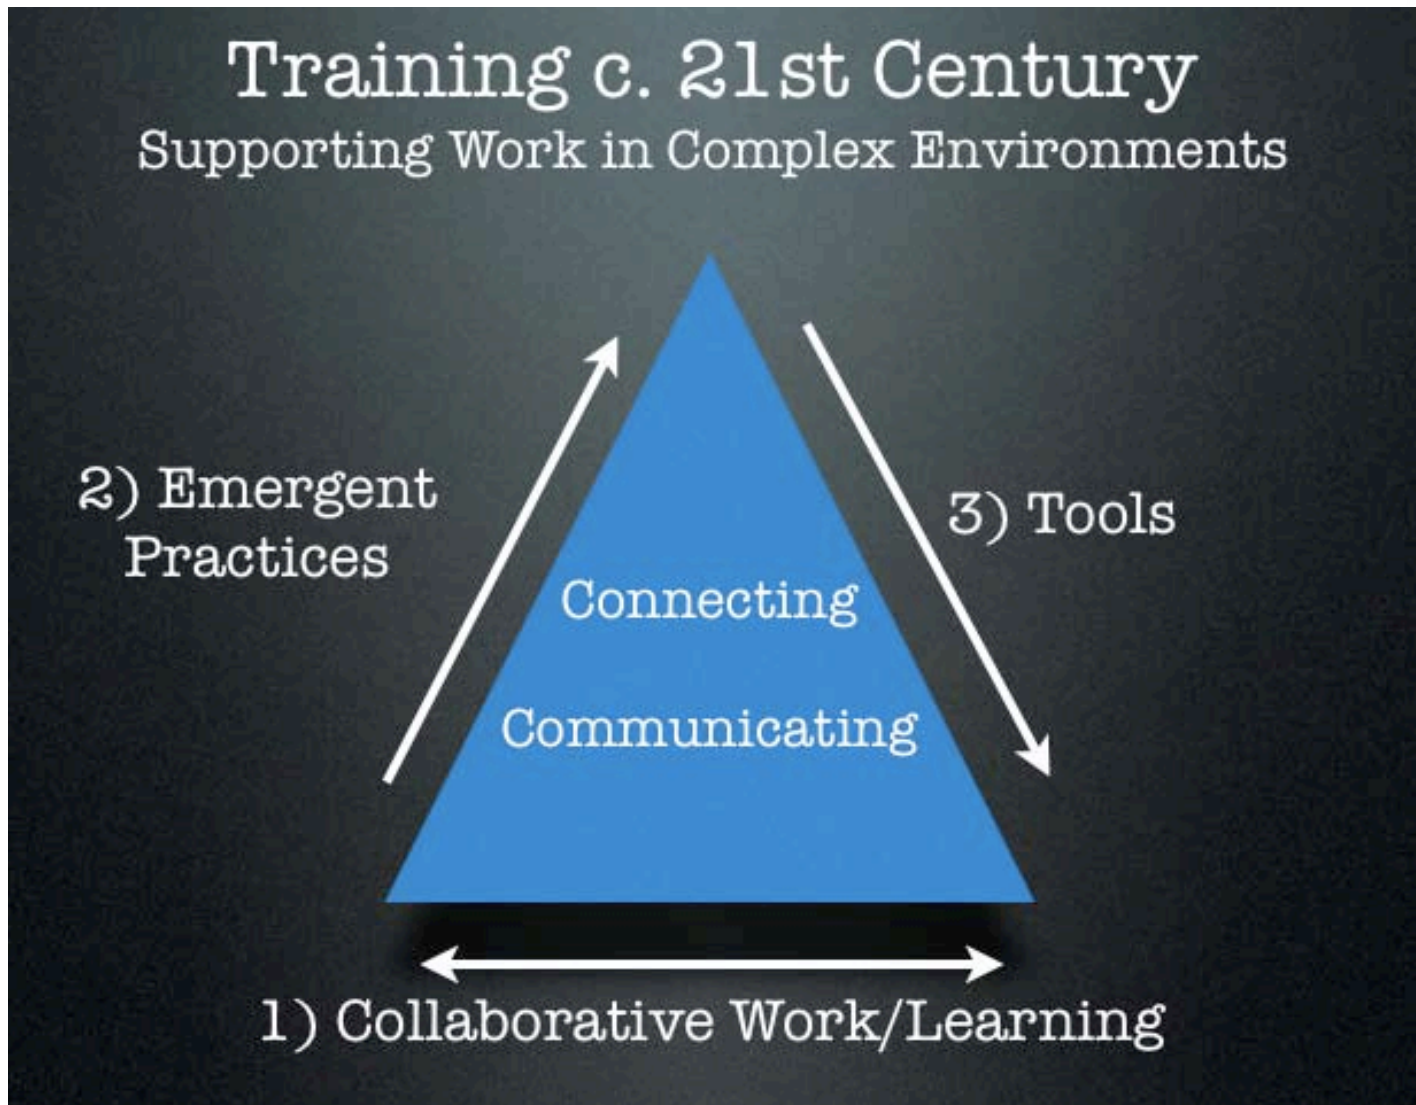 Training c. 21st Century
Supporting Work in Complex Environments
2) Emergent
Practices
3) Tools
Connecting
Communicating
1) Collaborative Work/Learning